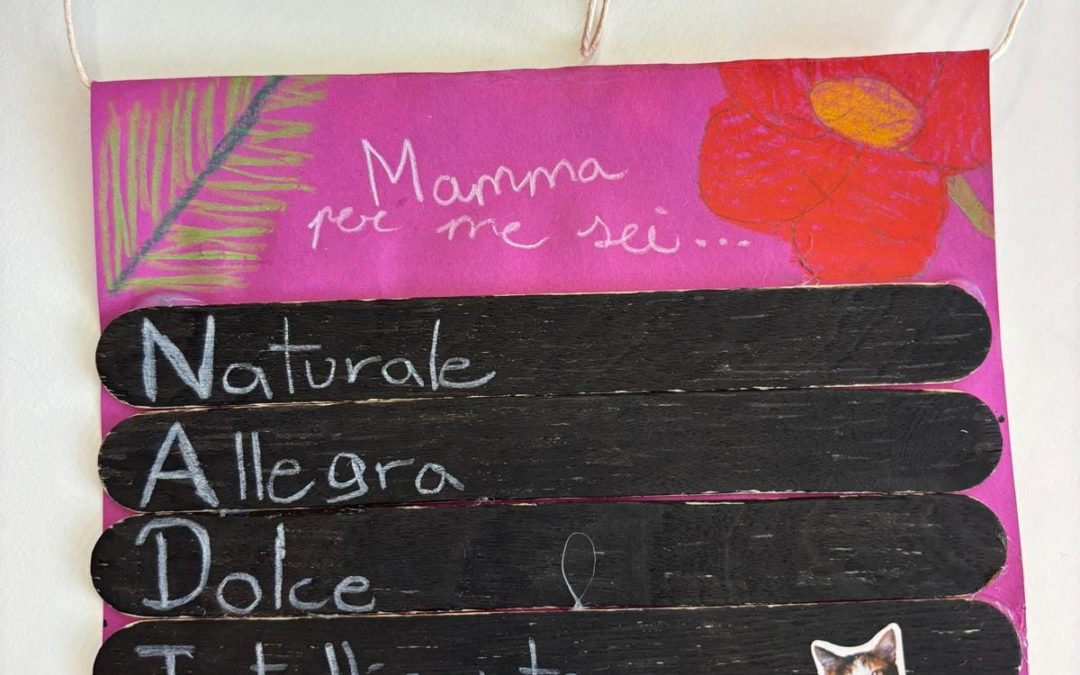 Mamma
per me sei...
Naturale
Allegra
Dolce